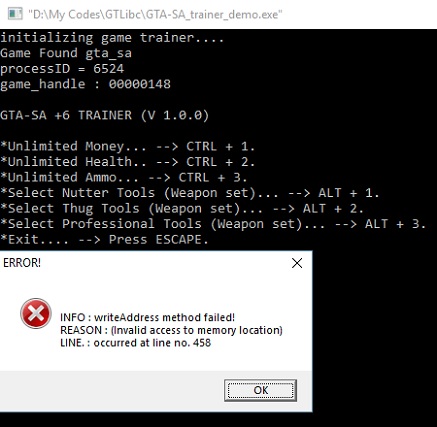 "D:\My Codes\GTLibc\GTA-SA_trainer_demo.exe"
initializing game trainer....
Game Found gta_sa
processID = 6524
game_handle : 00000148
GTA-SA +6 TRAINER (V 1.0.0)
*Unlimited Money... --> CTRL + 1.
*Unlimited Health.. --> CTRL + 2.
*Unlimited Ammo... --> CTRL + 3.
*Select Nutter Tools (Weapon set)... --> ALT + 1.
*Select Thug Tools (Weapon set)... --> ALT + 2.
*Select Professional Tools (Weapon set)... --> ALT + 3.
*Exit.... --> Press ESCAPE.
ERROR!
INFO : writeAddress method failed!
REASON : (Invalid access to memory location)
LINE. : occurred at line no. 458
OK